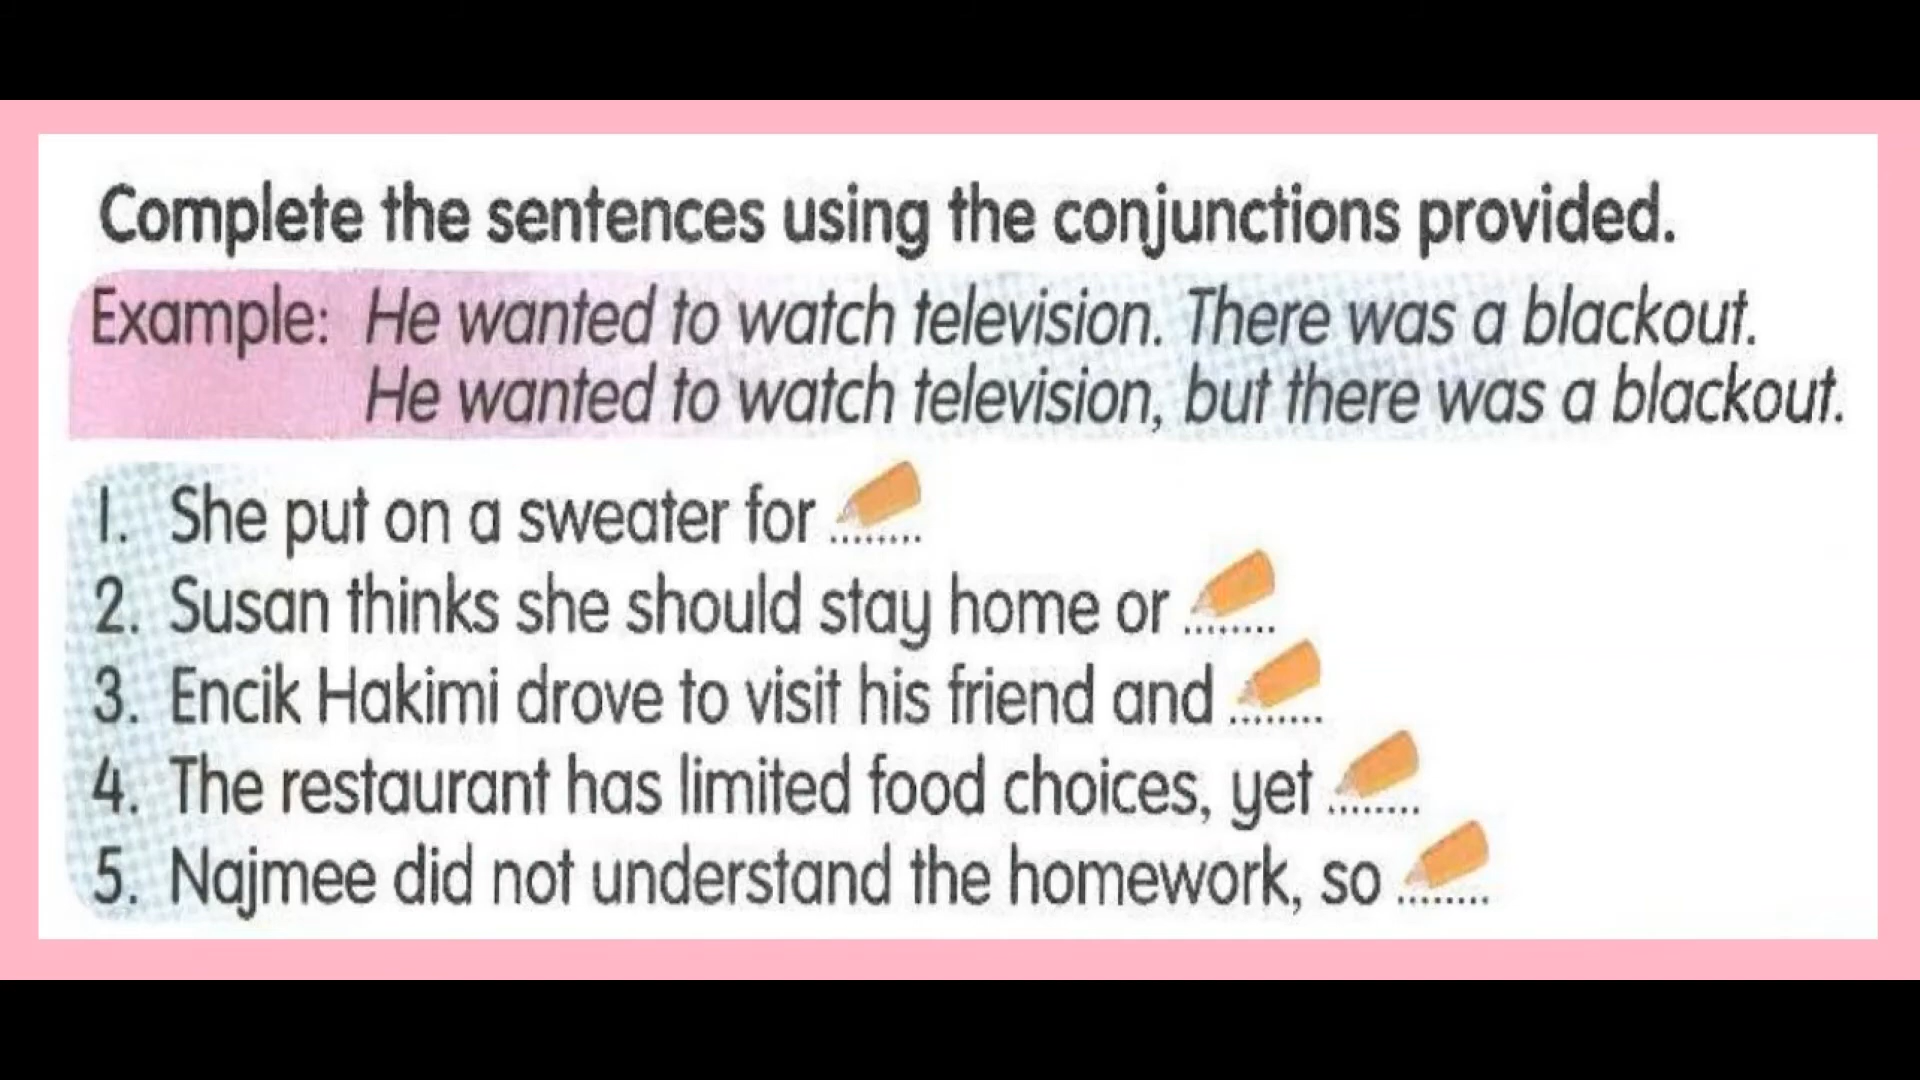 Complete the sentences using the conjunctions provided.
Example: He wanted to watch television. There was a blackout.
He wanted to watch television, but there was a blackout.
1. She put on a sweater for ........
2. Susan thinks she should stay home or ........
3. Encik Hakimi drove to visit his friend and ........
4. The restaurant has limited food choices, yet ........
5. Najmee did not understand the homework, so ........